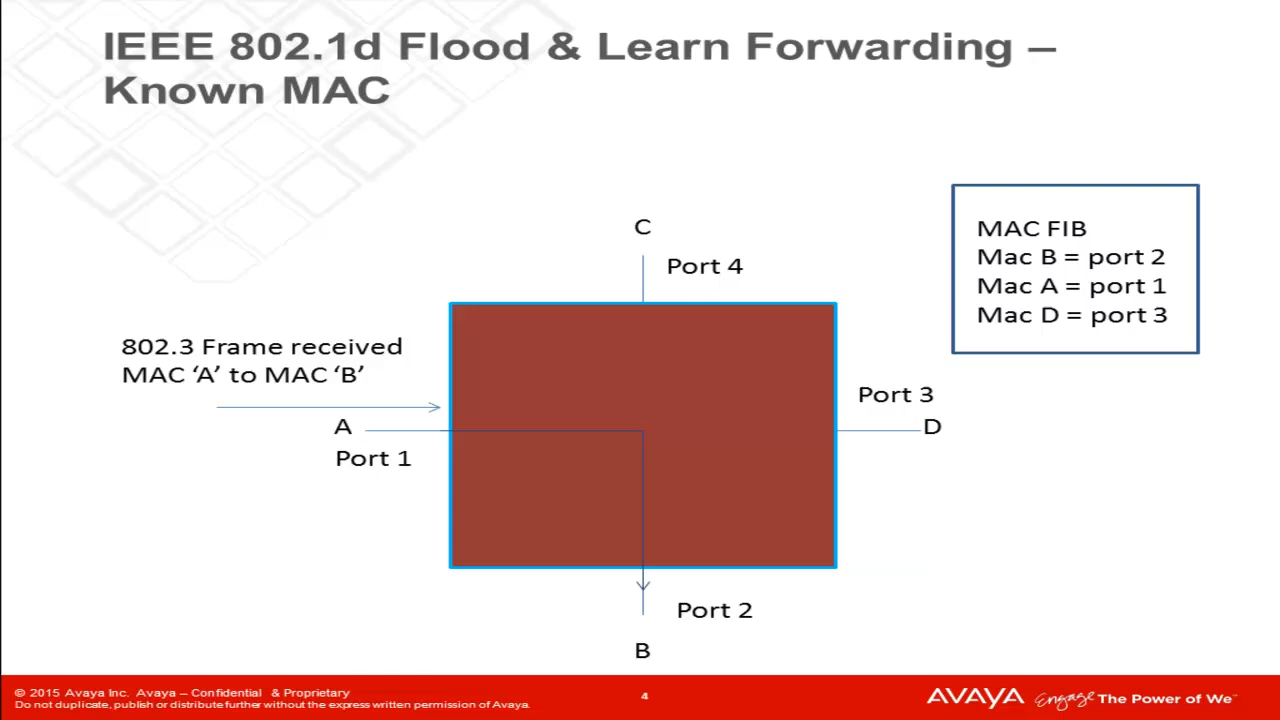 IEEE 802.1d Flood & Learn Forwarding –
Known MAC
C
Port 4
MAC FIB
Mac B = port 2
Mac A = port 1
Mac D = port 3
802.3 Frame received
MAC ‘A’ to MAC ‘B’
Port 3
A
D
Port 1
Port 2
B
© 2015 Avaya Inc. Avaya – Confidential & Proprietary
Do not duplicate, publish or distribute further without the express written permission of Avaya.
4
AVAYA Engage The Power of We™